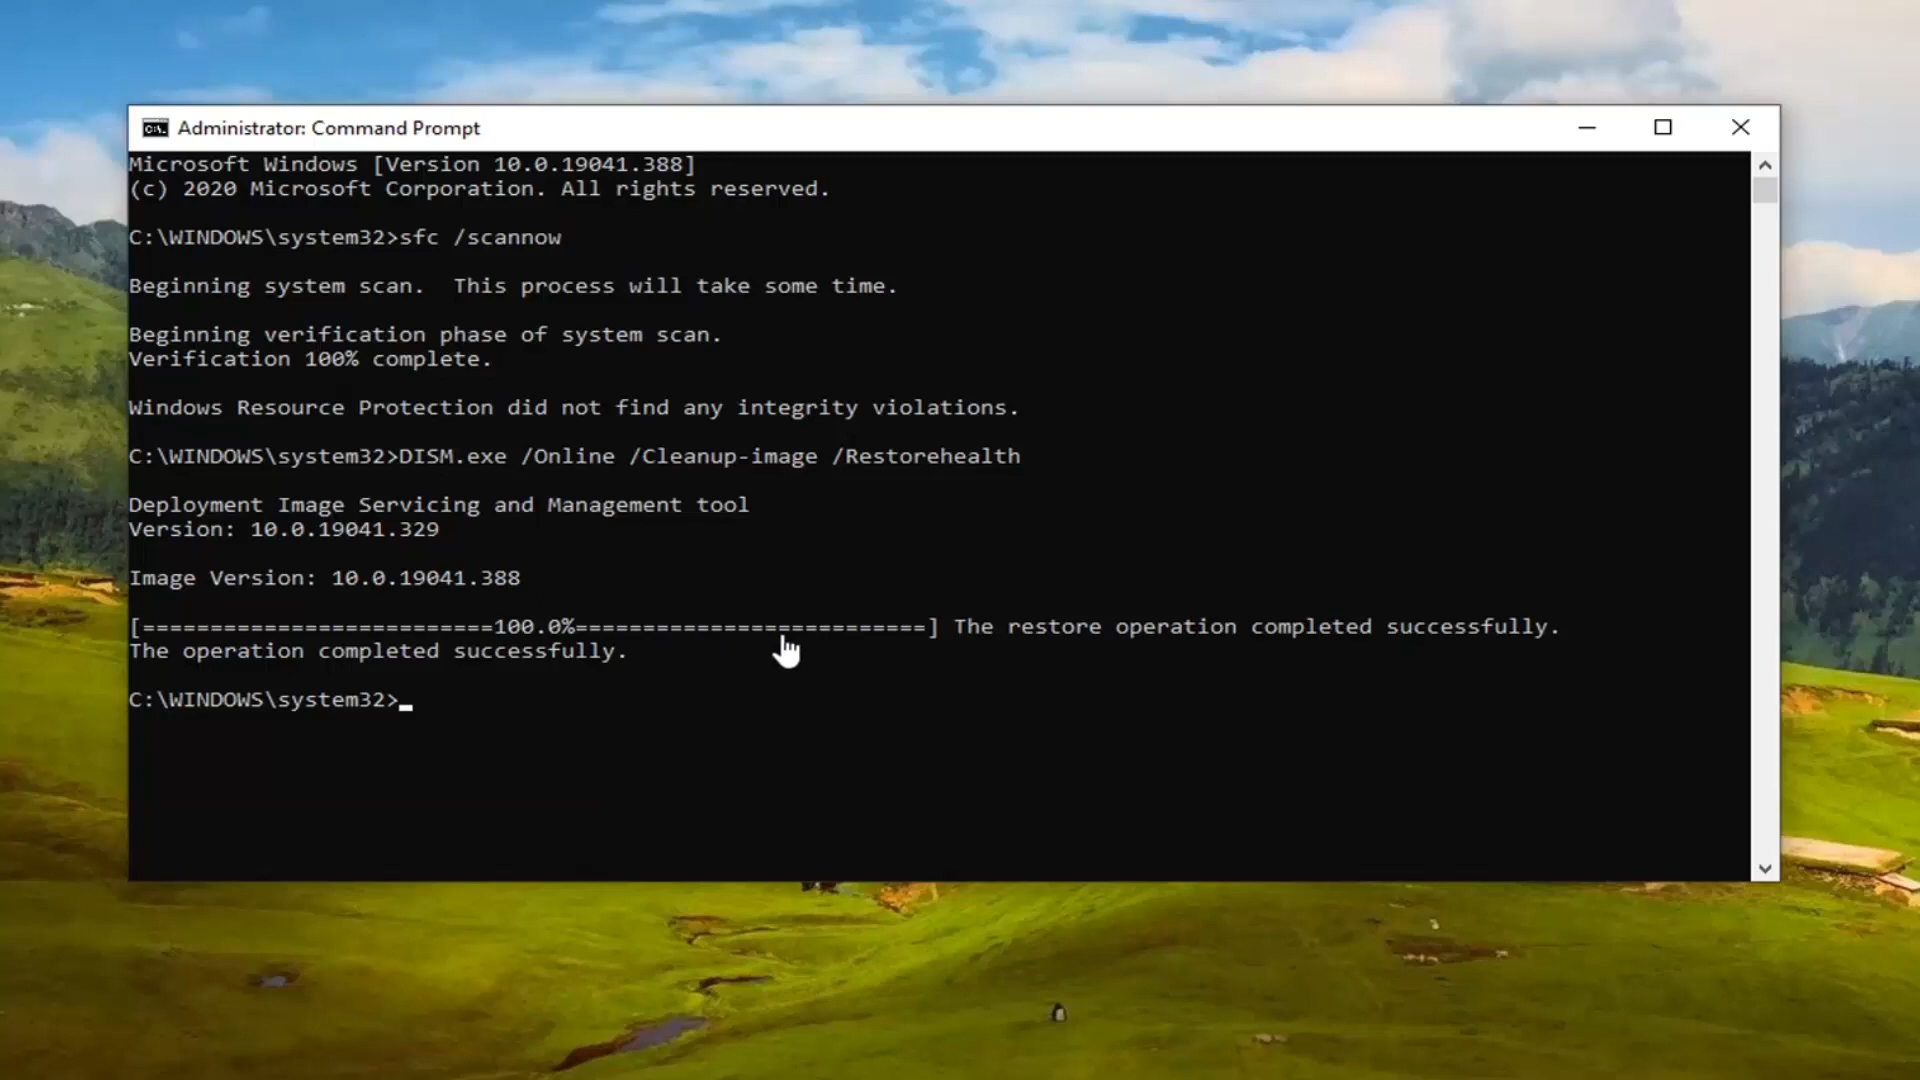 Administrator: Command Prompt
Microsoft Windows [Version 10.0.19041.388]
(c) 2020 Microsoft Corporation. All rights reserved.
C:\WINDOWS\system32>sfc /scannow
Beginning system scan.  This process will take some time.
Beginning verification phase of system scan.
Verification 100% complete.
Windows Resource Protection did not find any integrity violations.
C:\WINDOWS\system32>DISM.exe /Online /Cleanup-image /Restorehealth
Deployment Image Servicing and Management tool
Version: 10.0.19041.329
Image Version: 10.0.19041.388
[==========================100.0%==========================] The restore operation completed successfully.
The operation completed successfully.
C:\WINDOWS\system32>